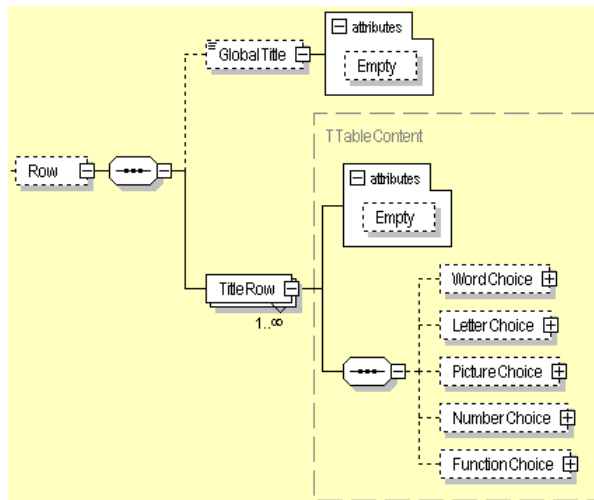 attributes
GlobalTitle
Empty
TTableContent
Row
attributes
Empty
TitleRow
1..∞
WordChoice
LetterChoice
PictureChoice
NumberChoice
FunctionChoice